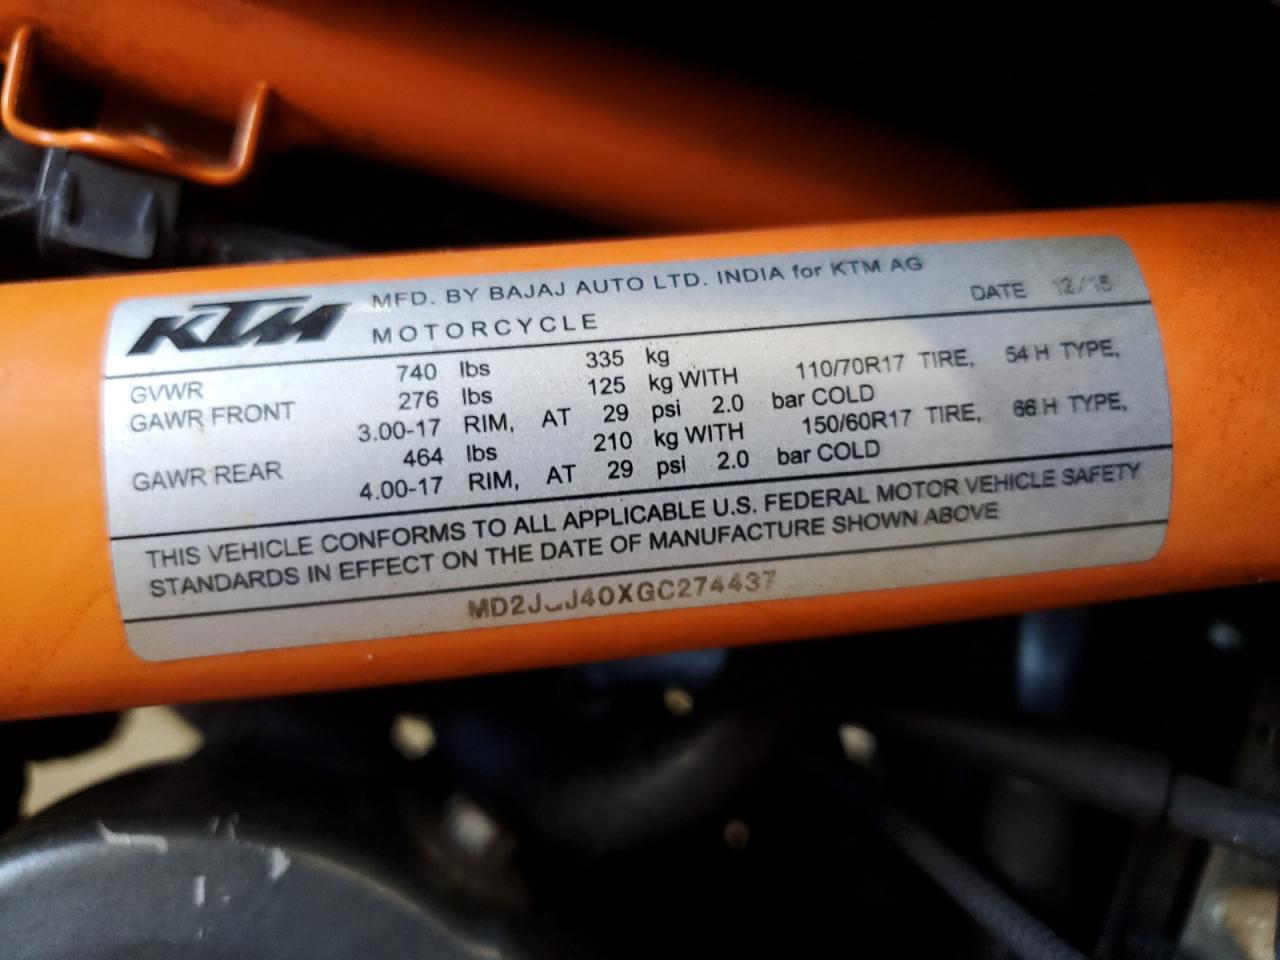 KTM MFD. BY BAJAJ AUTO LTD. INDIA for KTM AG
MOTORCYCLE DATE 12/15
GVWR 740 lbs 335 kg
GAWR FRONT 276 lbs 125 kg WITH 110/70R17 TIRE, 54 H TYPE,
3.00-17 RIM, AT 29 psi 2.0 bar COLD
GAWR REAR 464 lbs 210 kg WITH 150/60R17 TIRE, 66 H TYPE,
4.00-17 RIM, AT 29 psi 2.0 bar COLD
THIS VEHICLE CONFORMS TO ALL APPLICABLE U.S. FEDERAL MOTOR VEHICLE SAFETY
STANDARDS IN EFFECT ON THE DATE OF MANUFACTURE SHOWN ABOVE